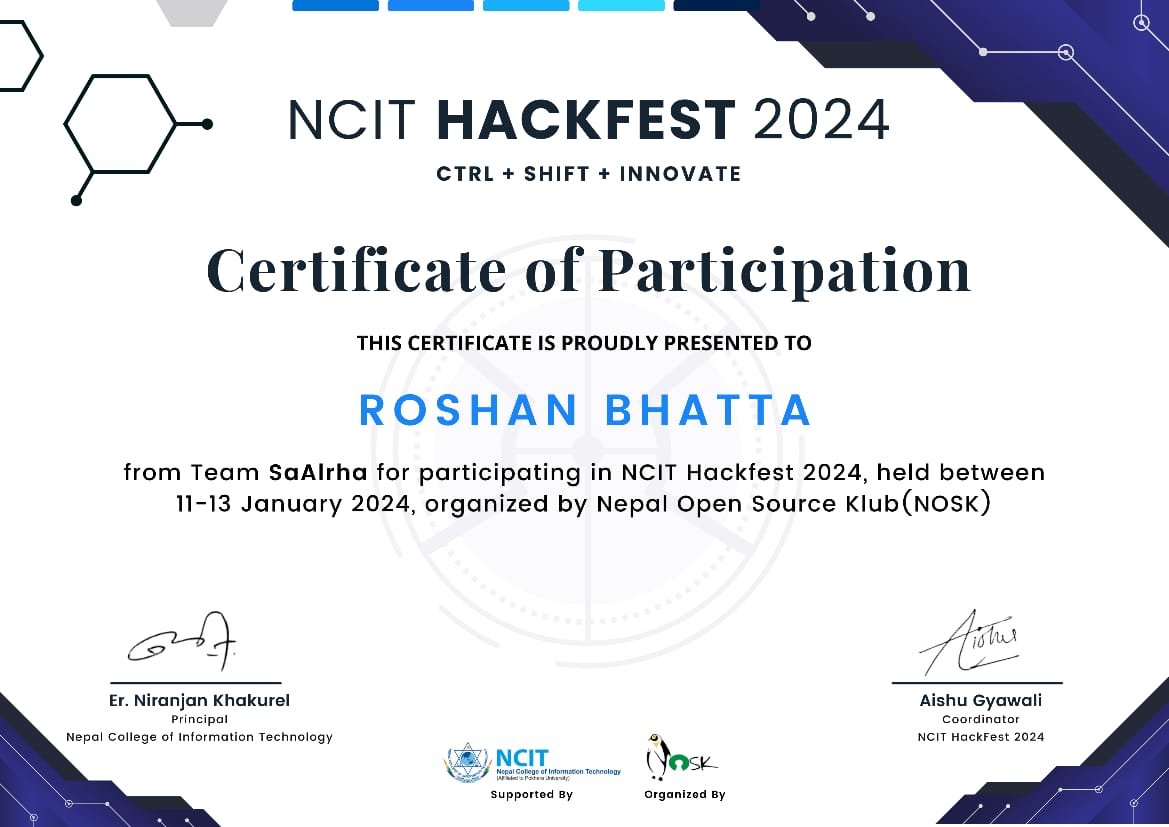 NCIT HACKFEST 2024
CTRL + SHIFT + INNOVATE
Certificate of Participation
THIS CERTIFICATE IS PROUDLY PRESENTED TO
ROSHAN BHATTA
from Team SaAlrha for participating in NCIT Hackfest 2024, held between
11-13 January 2024, organized by Nepal Open Source Klub(NOSK)
Er. Niranjan Khakurel
Principal
Nepal College of Information Technology
Aishu
Aishu Gyawali
Coordinator
NCIT HackFest 2024
NCIT
Nepal College of Information Technology
(Affiliated to Pokhara University)
Supported By
NOSK
Organized By